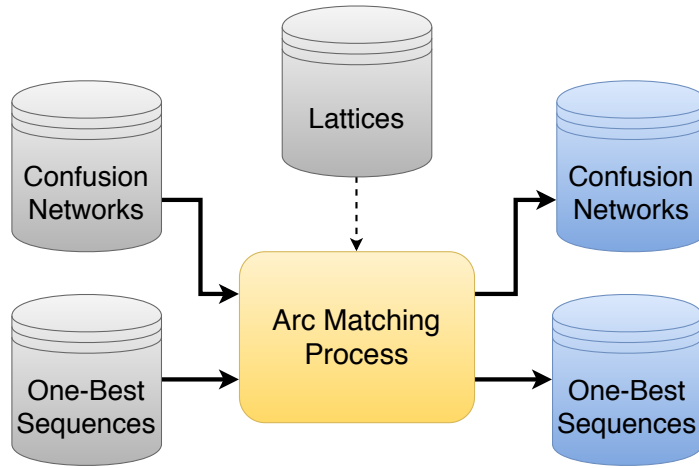 Lattices
Confusion
Networks
Confusion
Networks
Arc Matching
Process
One-Best
Sequences
One-Best
Sequences